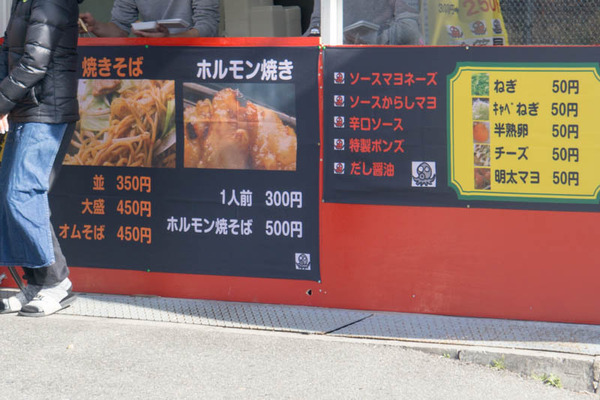 焼きそば
並 350円
大盛 450円
オムそば 450円
ホルモン焼き
1人前 300円
ホルモン焼そば 500円
ソースマヨネーズ
ソースからしマヨ
辛口ソース
特製ポンズ
だし醤油
ねぎ 50円
キャベねぎ 50円
半熟卵 50円
チーズ 50円
明太マヨ 50円